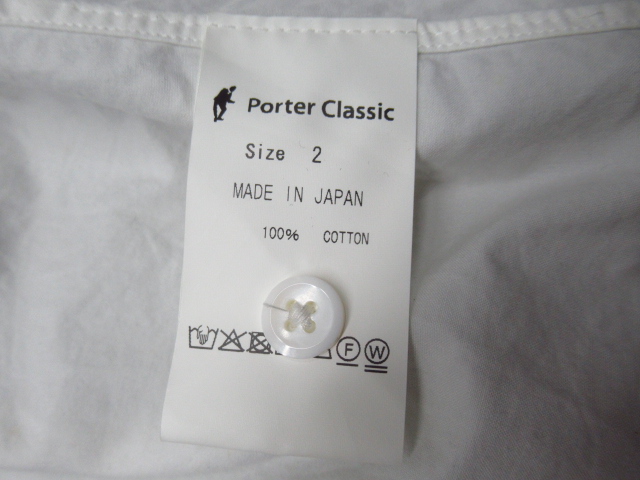 Porter Classic
Size 2
MADE IN JAPAN
100% COTTON
F W